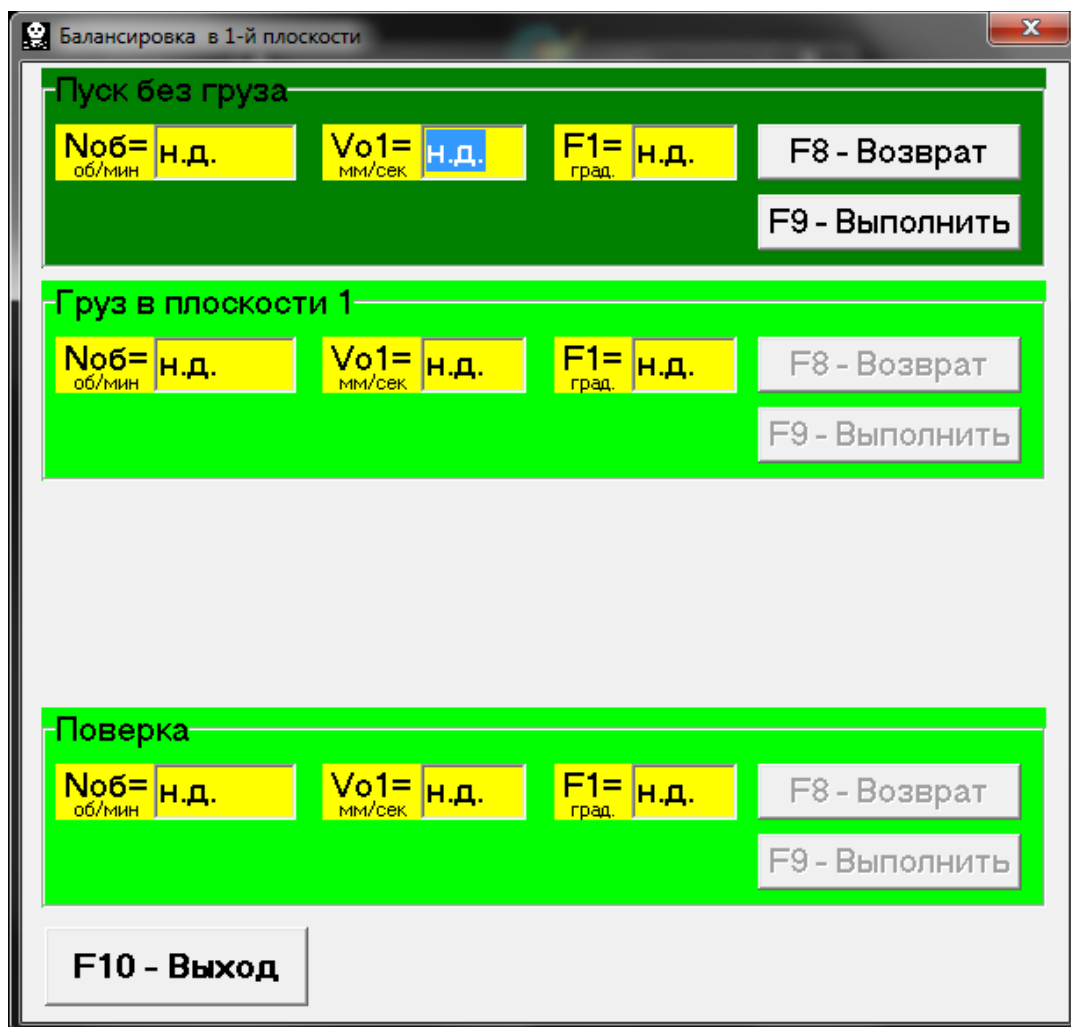 Балансировка в 1-й плоскости
x
Пуск без груза
Nоб= н.д. Vo1= н.д. F1= н.д. F8 - Возврат
об/мин мм/сек град.
F9 - Выполнить
Груз в плоскости 1
Nоб= н.д. Vo1= н.д. F1= н.д. F8 - Возврат
об/мин мм/сек град.
F9 - Выполнить
Поверка
Nоб= н.д. Vo1= н.д. F1= н.д. F8 - Возврат
об/мин мм/сек град.
F9 - Выполнить
F10 - Выход